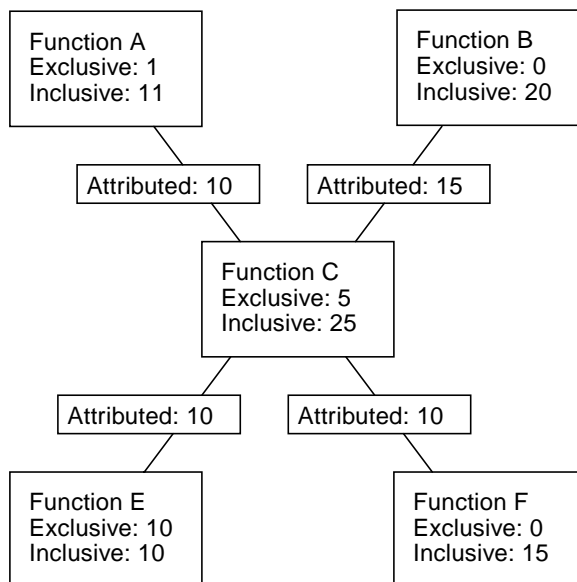 Function A
Exclusive: 1
Inclusive: 11
Function B
Exclusive: 0
Inclusive: 20
Attributed: 10
Attributed: 15
Function C
Exclusive: 5
Inclusive: 25
Attributed: 10
Attributed: 10
Function E
Exclusive: 10
Inclusive: 10
Function F
Exclusive: 0
Inclusive: 15